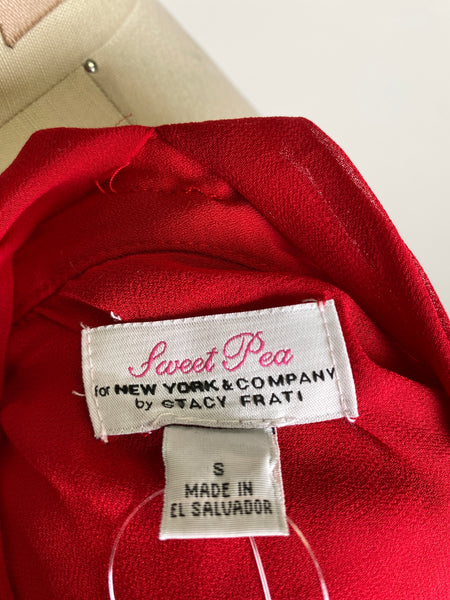 Sweet Pea
for NEW YORK & COMPANY
by STACY FRATI
S
MADE IN
EL SALVADOR